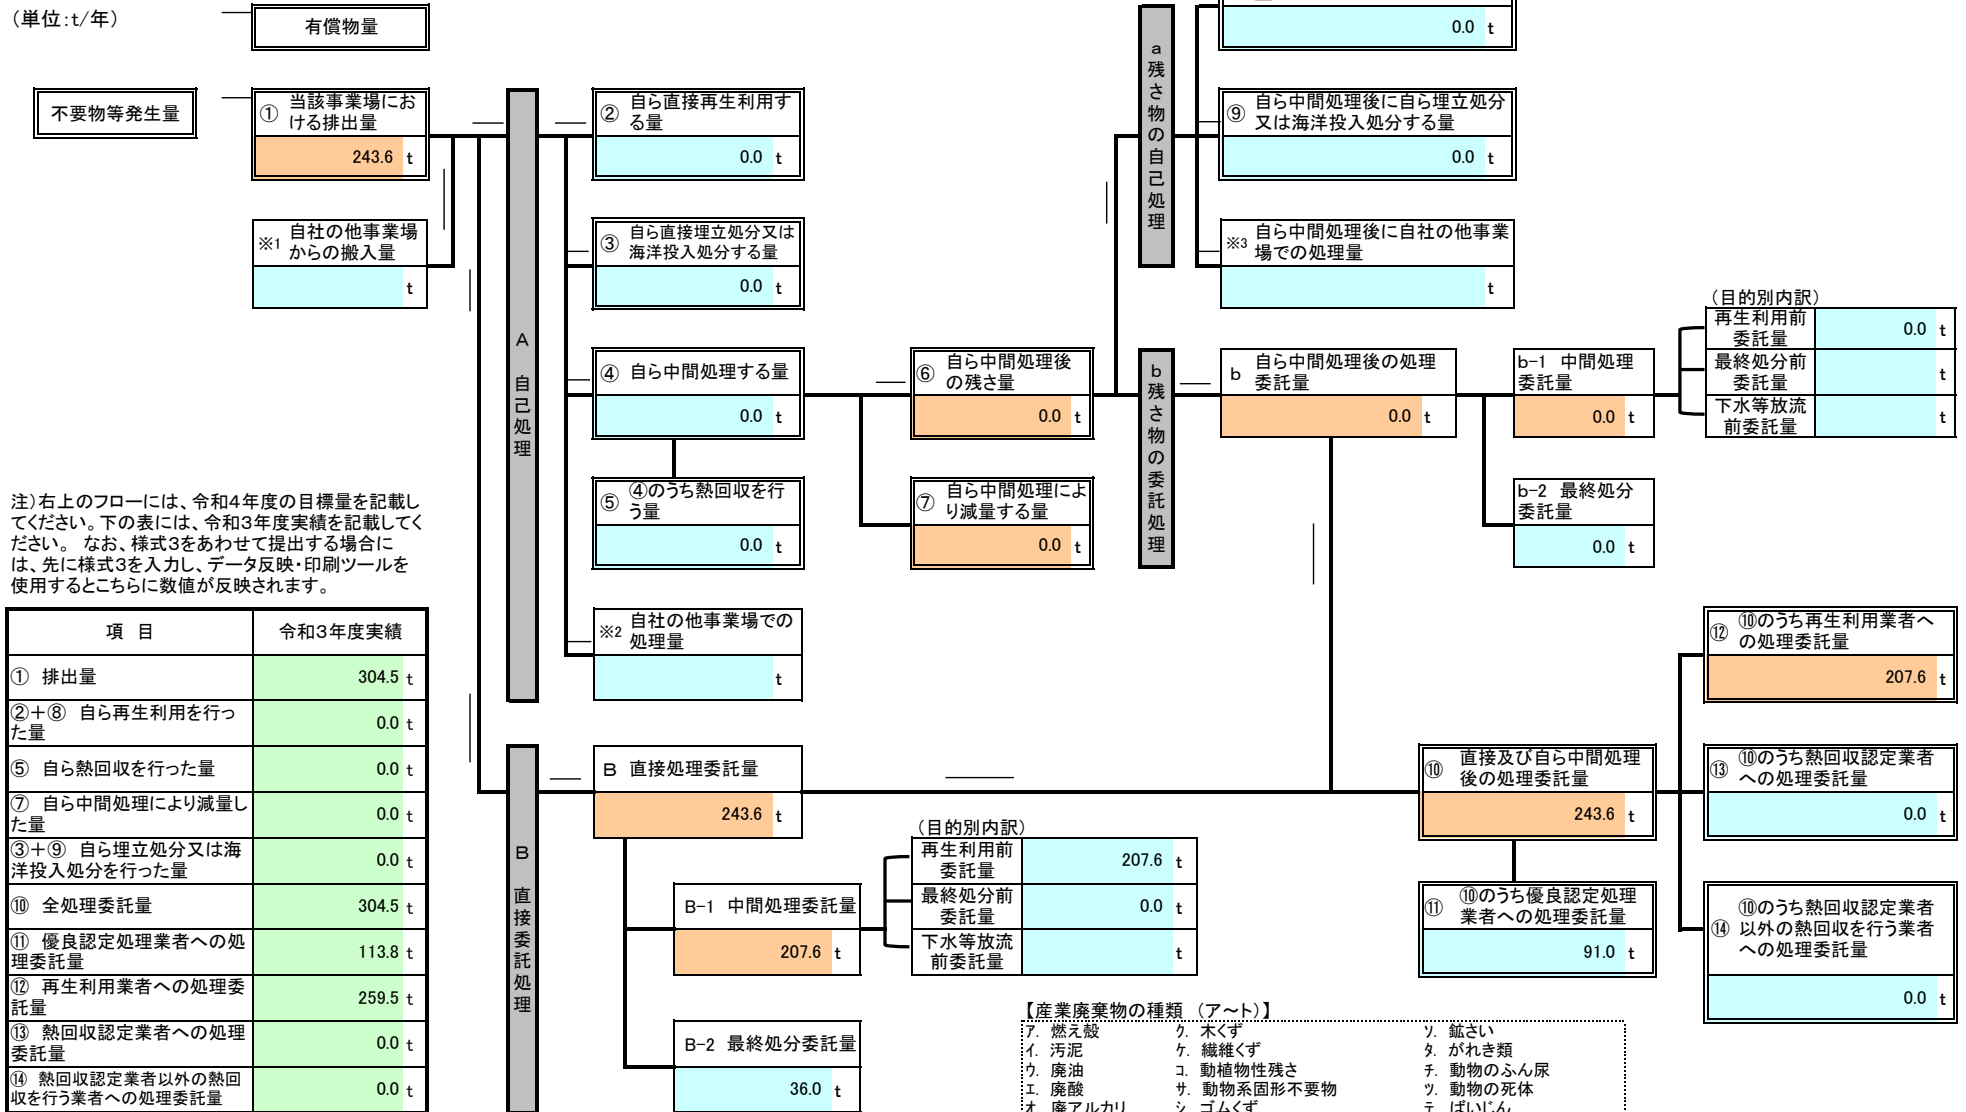 （単位:t/年）
有償物量
0.0 t
不要物等発生量
① 当該事業場にお
ける排出量
243.6 t
② 自ら直接再生利用す
る量
0.0 t
a 残さ物の自己処理
⑨ 自ら中間処理後に自ら埋立処分
又は海洋投入処分する量
0.0 t
※1 自社の他事業場
からの搬入量
t
③ 自ら直接埋立処分又は
海洋投入処分する量
0.0 t
※3 自ら中間処理後に自社の他事業
場での処理量
t
A 自己処理
④ 自ら中間処理する量
0.0 t
⑥ 自ら中間処理後
の残さ量
0.0 t
b 残さ物の委託処理
b 自ら中間処理後の処理
委託量
0.0 t
b-1 中間処理
委託量
0.0 t
（目的別内訳）
再生利用前
委託量
0.0 t
最終処分前
委託量
t
下水等放流
前委託量
t
⑤ ④のうち熱回収を行
う量
0.0 t
⑦ 自ら中間処理によ
り減量する量
0.0 t
b-2 最終処分
委託量
0.0 t
注）右上のフローには、令和４年度の目標量を記載し
てください。下の表には、令和３年度実績を記載してく
ださい。 なお、様式３をあわせて提出する場合に
は、先に様式３を入力し、データ反映・印刷ツールを
使用するとこちらに数値が反映されます。
※2 自社の他事業場での
処理量
t
項 目 令和３年度実績
① 排出量 304.5 t
②＋⑧ 自ら再生利用を行っ
た量 0.0 t
⑤ 自ら熱回収を行った量 0.0 t
⑦ 自ら中間処理により減量し
た量 0.0 t
③＋⑨ 自ら埋立処分又は海
洋投入処分を行った量 0.0 t
⑩ 全処理委託量 304.5 t
⑪ 優良認定処理業者への処
理委託量 113.8 t
⑫ 再生利用業者への処理委
託量 259.5 t
⑬ 熱回収認定業者への処理
委託量 0.0 t
⑭ 熱回収認定業者以外の熱回
収を行う業者への処理委託量 0.0 t
B 直接委託処理
B 直接処理委託量
243.6 t
（目的別内訳）
再生利用前
委託量
207.6 t
最終処分前
委託量
0.0 t
下水等放流
前委託量
t
B-1 中間処理委託量
207.6 t
B-2 最終処分委託量
36.0 t
⑩ 直接及び自ら中間処理
後の処理委託量
243.6 t
⑪ ⑩のうち優良認定処理
業者への処理委託量
91.0 t
⑫ ⑩のうち再生利用業者へ
の処理委託量
207.6 t
⑬ ⑩のうち熱回収認定業者
への処理委託量
0.0 t
⑭ ⑩のうち熱回収認定業者
以外の熱回収を行う業者
への処理委託量
0.0 t
【産業廃棄物の種類 （ア～ト）】
ｱ. 燃え殻 ｸ. 木くず ｿ. 鉱さい
ｲ. 汚泥 ｹ. 繊維くず ﾀ. がれき類
ｳ. 廃油 ｺ. 動植物性残さ ﾁ. 動物のふん尿
ｴ. 廃酸 ｻ. 動物系固形不要物 ﾂ. 動物の死体
ｵ. 廃アルカリ ｼ. ゴムくず ﾃ. ばいじん